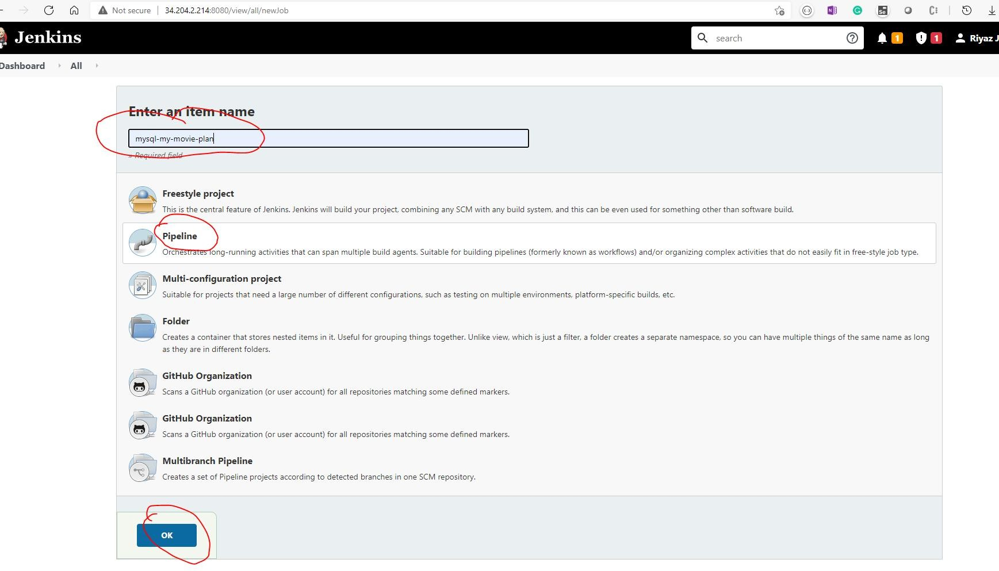 Not secure 34.204.2.214:8080/view/all/newJob
Jenkins
search
1
1
Riyaz J
Dashboard
All
Enter an item name
mysql-my-movie-plan
» Required field
Freestyle project
This is the central feature of Jenkins. Jenkins will build your project, combining any SCM with any build system, and this can be even used for something other than software build.
Pipeline
Orchestrates long-running activities that can span multiple build agents. Suitable for building pipelines (formerly known as workflows) and/or organizing complex activities that do not easily fit in free-style job type.
Multi-configuration project
Suitable for projects that need a large number of different configurations, such as testing on multiple environments, platform-specific builds, etc.
Folder
Creates a container that stores nested items in it. Useful for grouping things together. Unlike view, which is just a filter, a folder creates a separate namespace, so you can have multiple things of the same name as long
as they are in different folders.
GitHub Organization
Scans a GitHub organization (or user account) for all repositories matching some defined markers.
GitHub Organization
Scans a GitHub organization (or user account) for all repositories matching some defined markers.
Multibranch Pipeline
Creates a set of Pipeline projects according to detected branches in one SCM repository.
OK